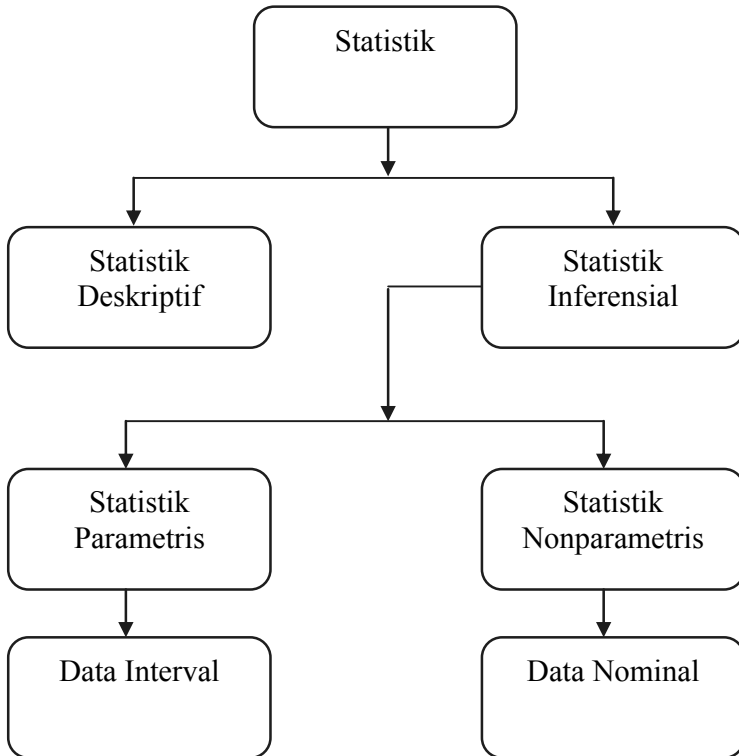 Statistik
Statistik
Deskriptif
Statistik
Inferensial
Statistik
Parametris
Statistik
Nonparametris
Data Interval
Data Nominal